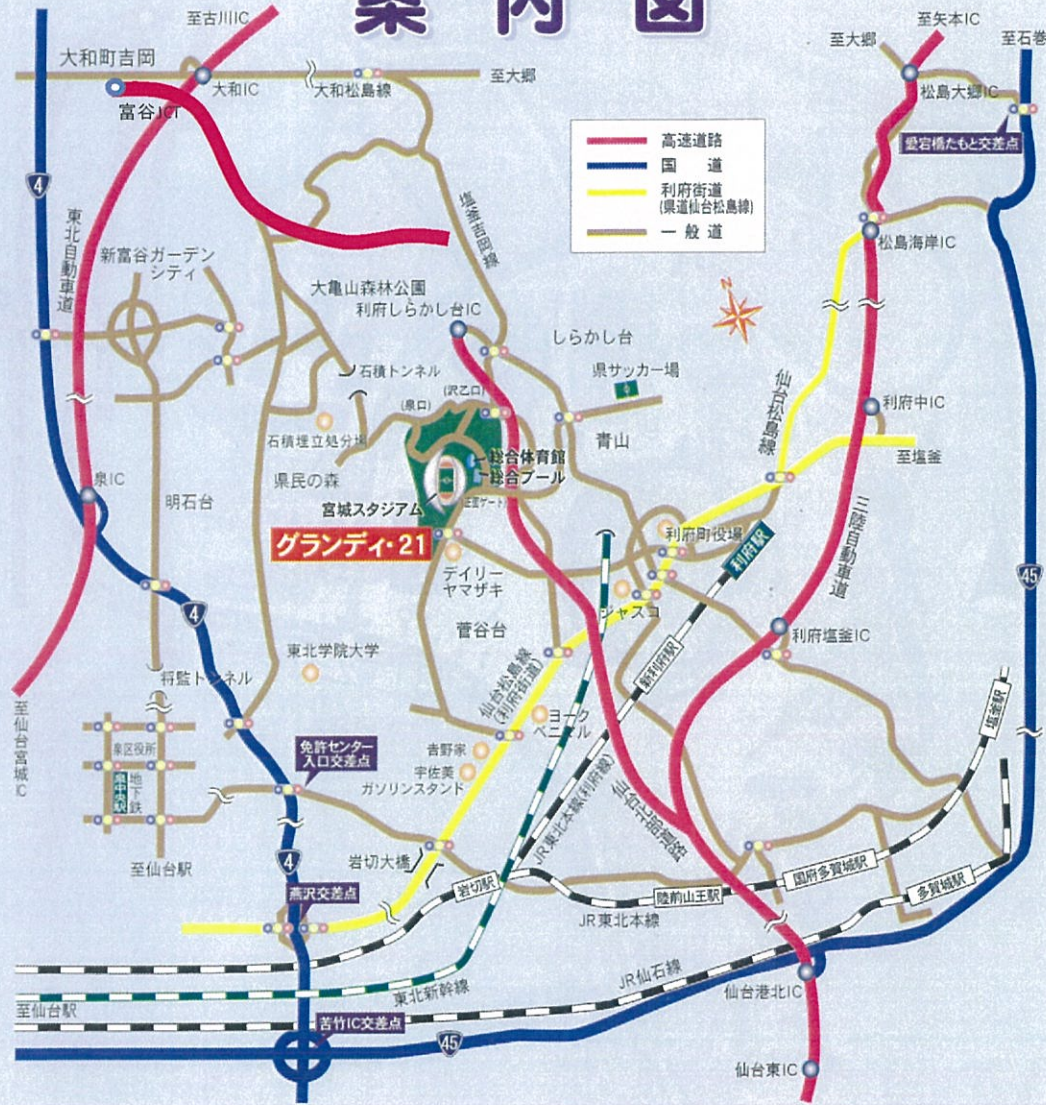 案内図
至古川IC
至矢本IC
至大郷
至石巻
大和町吉岡
大和IC
大和松島線
至大郷
松島大郷IC
富谷JCT
愛宕橋たもと交差点
高速道路
国道
利府街道
(県道仙台松島線)
一般道
4
東北自動車道
塩釜吉岡線
新富谷ガーデン
シティ
大亀山森林公園
利府しらかし台IC
松島海岸IC
N
しらかし台
県サッカー場
石積トンネル
(沢乙口)
(泉口)
仙台松島線
利府中IC
石積埋立処分場
青山
総合体育館
総合プール
至塩釜
泉IC
県民の森
明石台
宮城スタジアム
(正面ゲート)
三陸自動車道
グランディ・21
利府町役場
利府駅
デイリー
ヤマザキ
45
4
ジャスコ
菅谷台
利府塩釜IC
東北学院大学
新利府駅
将監トンネル
仙台松島線
(利府街道)
塩釜駅
至仙台宮城IC
ヨーク
ベニマル
泉区役所
免許センター
入口交差点
吉野家
宇佐美
ガソリンスタンド
泉中央駅
地下鉄
JR東北本線(利府線)
仙台北部道路
至仙台駅
4
岩切大橋
岩切駅
国府多賀城駅
陸前山王駅
多賀城駅
燕沢交差点
JR東北本線
JR仙石線
東北新幹線
仙台港北IC
至仙台駅
苦竹IC交差点
45
仙台東IC